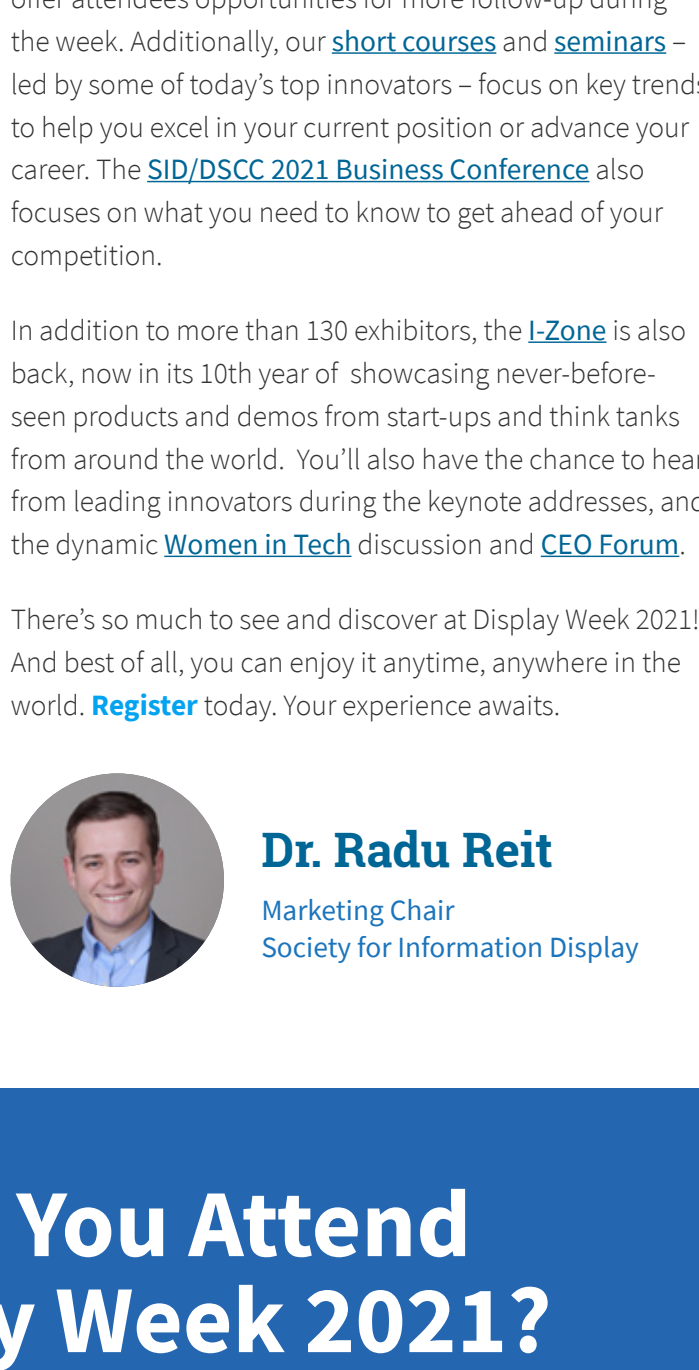 offer attendees opportunities for more follow-up during
the week. Additionally, our short courses and seminars –
led by some of today’s top innovators – focus on key trends
to help you excel in your current position or advance your
career. The SID/DSCC 2021 Business Conference also
focuses on what you need to know to get ahead of your
competition.
In addition to more than 130 exhibitors, the I-Zone is also
back, now in its 10th year of  showcasing never-before-
seen products and demos from start-ups and think tanks
from around the world.  You’ll also have the chance to hear
from leading innovators during the keynote addresses, and
the dynamic Women in Tech discussion and CEO Forum.
There’s so much to see and discover at Display Week 2021!
And best of all, you can enjoy it anytime, anywhere in the
world. Register today. Your experience awaits.
Dr. Radu Reit
Marketing Chair
Society for Information Display
You Attend
y Week 2021?